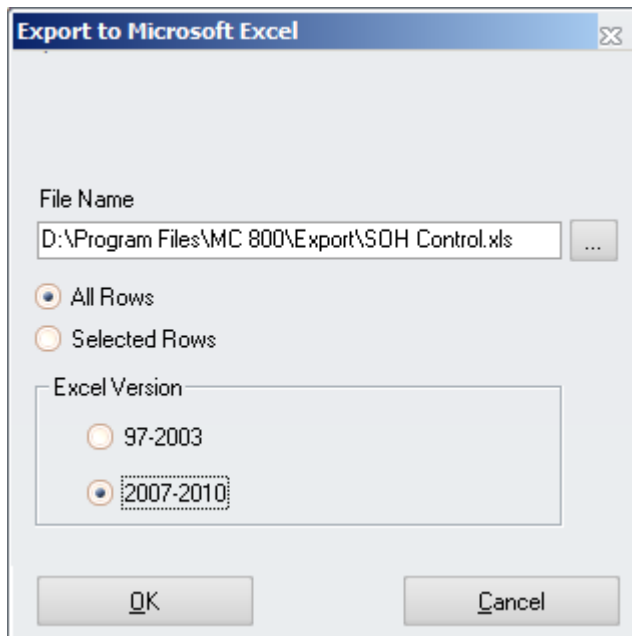 Export to Microsoft Excel
File Name
D:\Program Files\MC 800\Export\SOH Control.xls
...
All Rows
Selected Rows
Excel Version
97-2003
2007-2010
OK
Cancel